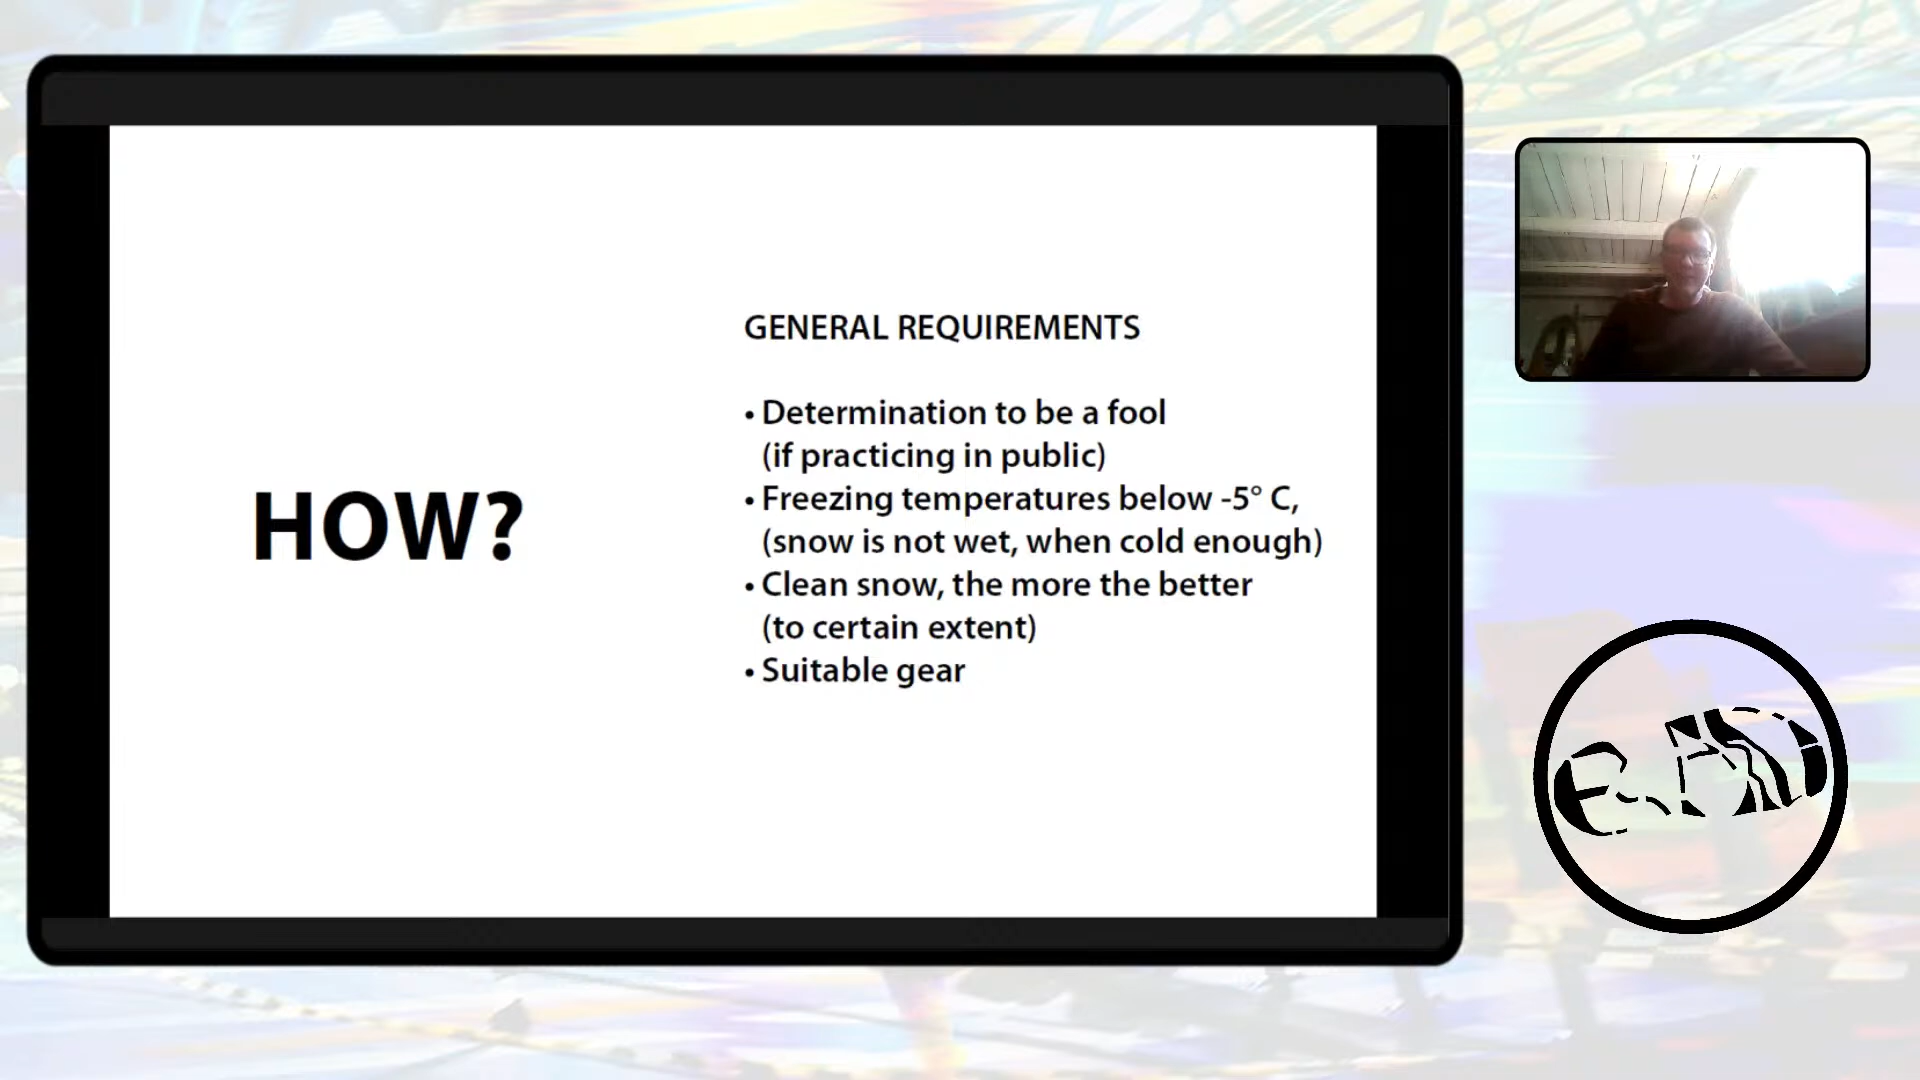 HOW?
GENERAL REQUIREMENTS
• Determination to be a fool
(if practicing in public)
• Freezing temperatures below -5° C,
(snow is not wet, when cold enough)
• Clean snow, the more the better
(to certain extent)
• Suitable gear